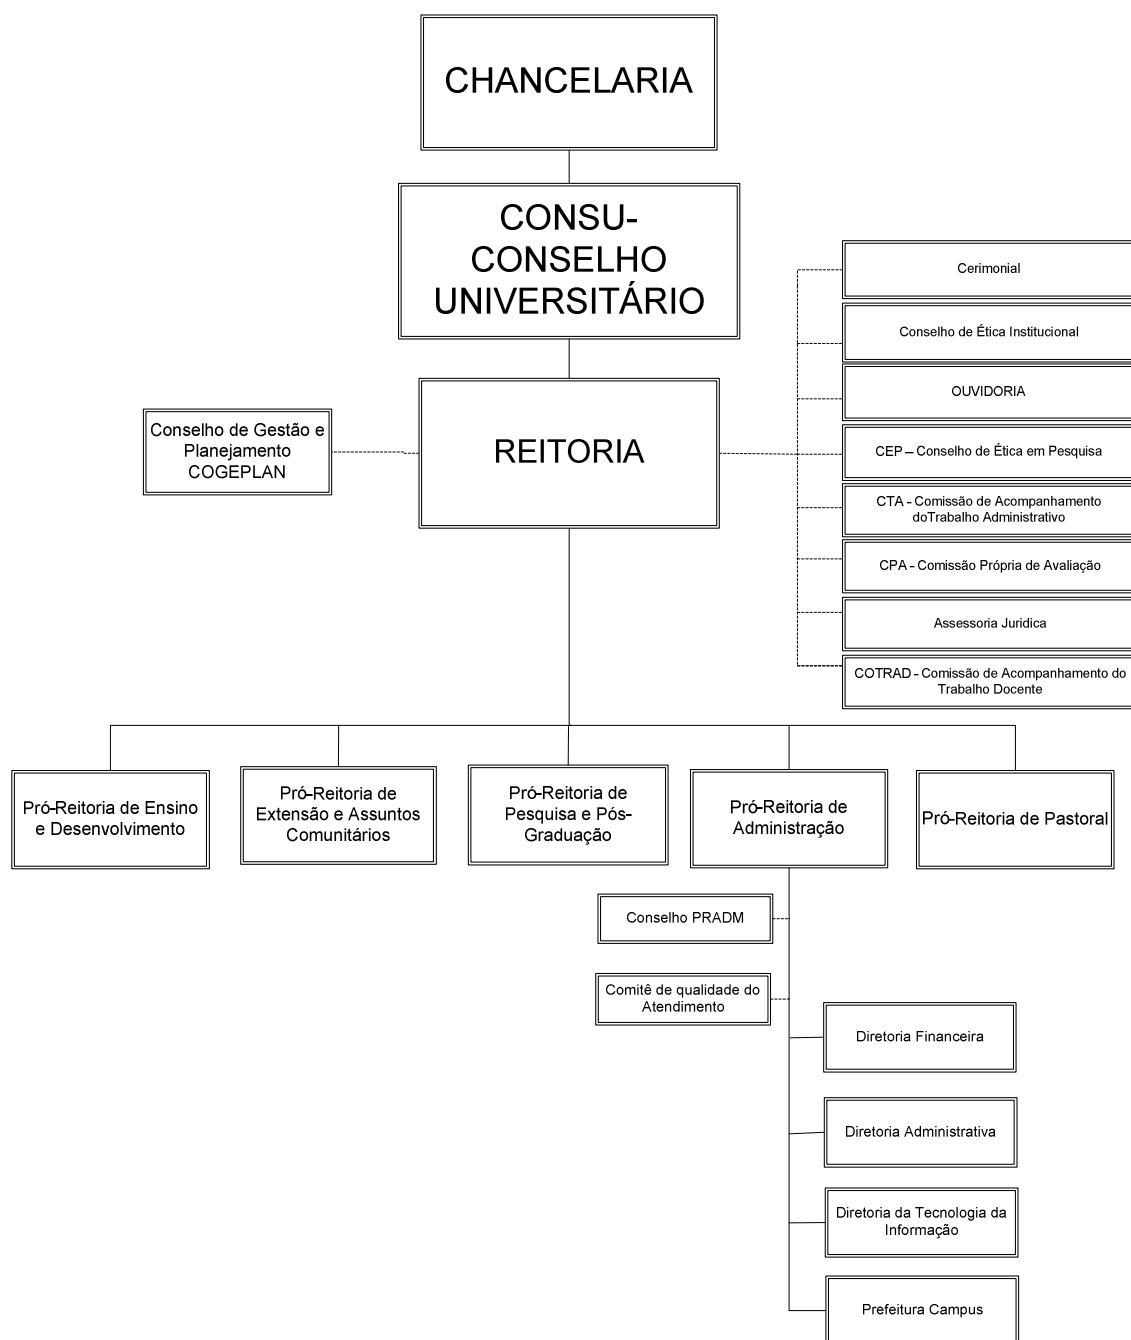 CHANCELARIA
CONSU-
CONSELHO
UNIVERSITÁRIO
Cerimonial
Conselho de Ética Institucional
OUVIDORIA
CEP – Conselho de Ética em Pesquisa
CTA - Comissão de Acompanhamento
doTrabalho Administrativo
CPA - Comissão Própria de Avaliação
Assessoria Juridica
COTRAD - Comissão de Acompanhamento do
Trabalho Docente
Conselho de Gestão e
Planejamento
COGEPLAN
REITORIA
Pró-Reitoria de Ensino
e Desenvolvimento
Pró-Reitoria de
Extensão e Assuntos
Comunitários
Pró-Reitoria de
Pesquisa e Pós-
Graduação
Pró-Reitoria de
Administração
Pró-Reitoria de Pastoral
Conselho PRADM
Comitê de qualidade do
Atendimento
Diretoria Financeira
Diretoria Administrativa
Diretoria da Tecnologia da
Informação
Prefeitura Campus